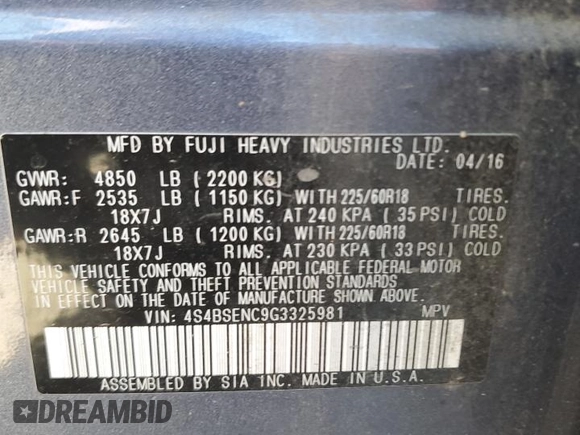 MFD BY FUJI HEAVY INDUSTRIES LTD.
DATE: 04/16
GVWR: 4850 LB ( 2200 KG)
GAWR:F 2535 LB ( 1150 KG) WITH 225/60R18 TIRES.
18X7J RIMS. AT 240 KPA ( 35 PSI) COLD
GAWR:R 2645 LB ( 1200 KG) WITH 225/60R18 TIRES.
18X7J RIMS. AT 230 KPA ( 33 PSI) COLD
THIS VEHICLE CONFORMS TO ALL APPLICABLE FEDERAL MOTOR
VEHICLE SAFETY AND THEFT PREVENTION STANDARDS
IN EFFECT ON THE DATE OF MANUFACTURE SHOWN ABOVE.
VIN: 4S4BSENC9G3325981 MPV
ASSEMBLED BY SIA INC. MADE IN U.S.A.
DREAMBID